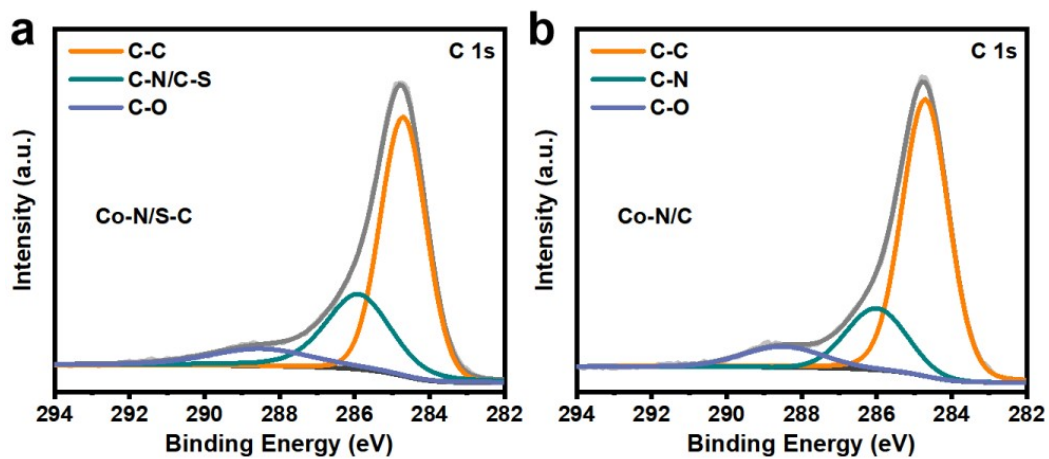 a
C-C
C-N/C-S
C-O
C 1s
Co-N/S-C
Intensity (a.u.)
294 292 290 288 286 284 282
Binding Energy (eV)
b
C-C
C-N
C-O
C 1s
Co-N/C
Intensity (a.u.)
294 292 290 288 286 284 282
Binding Energy (eV)